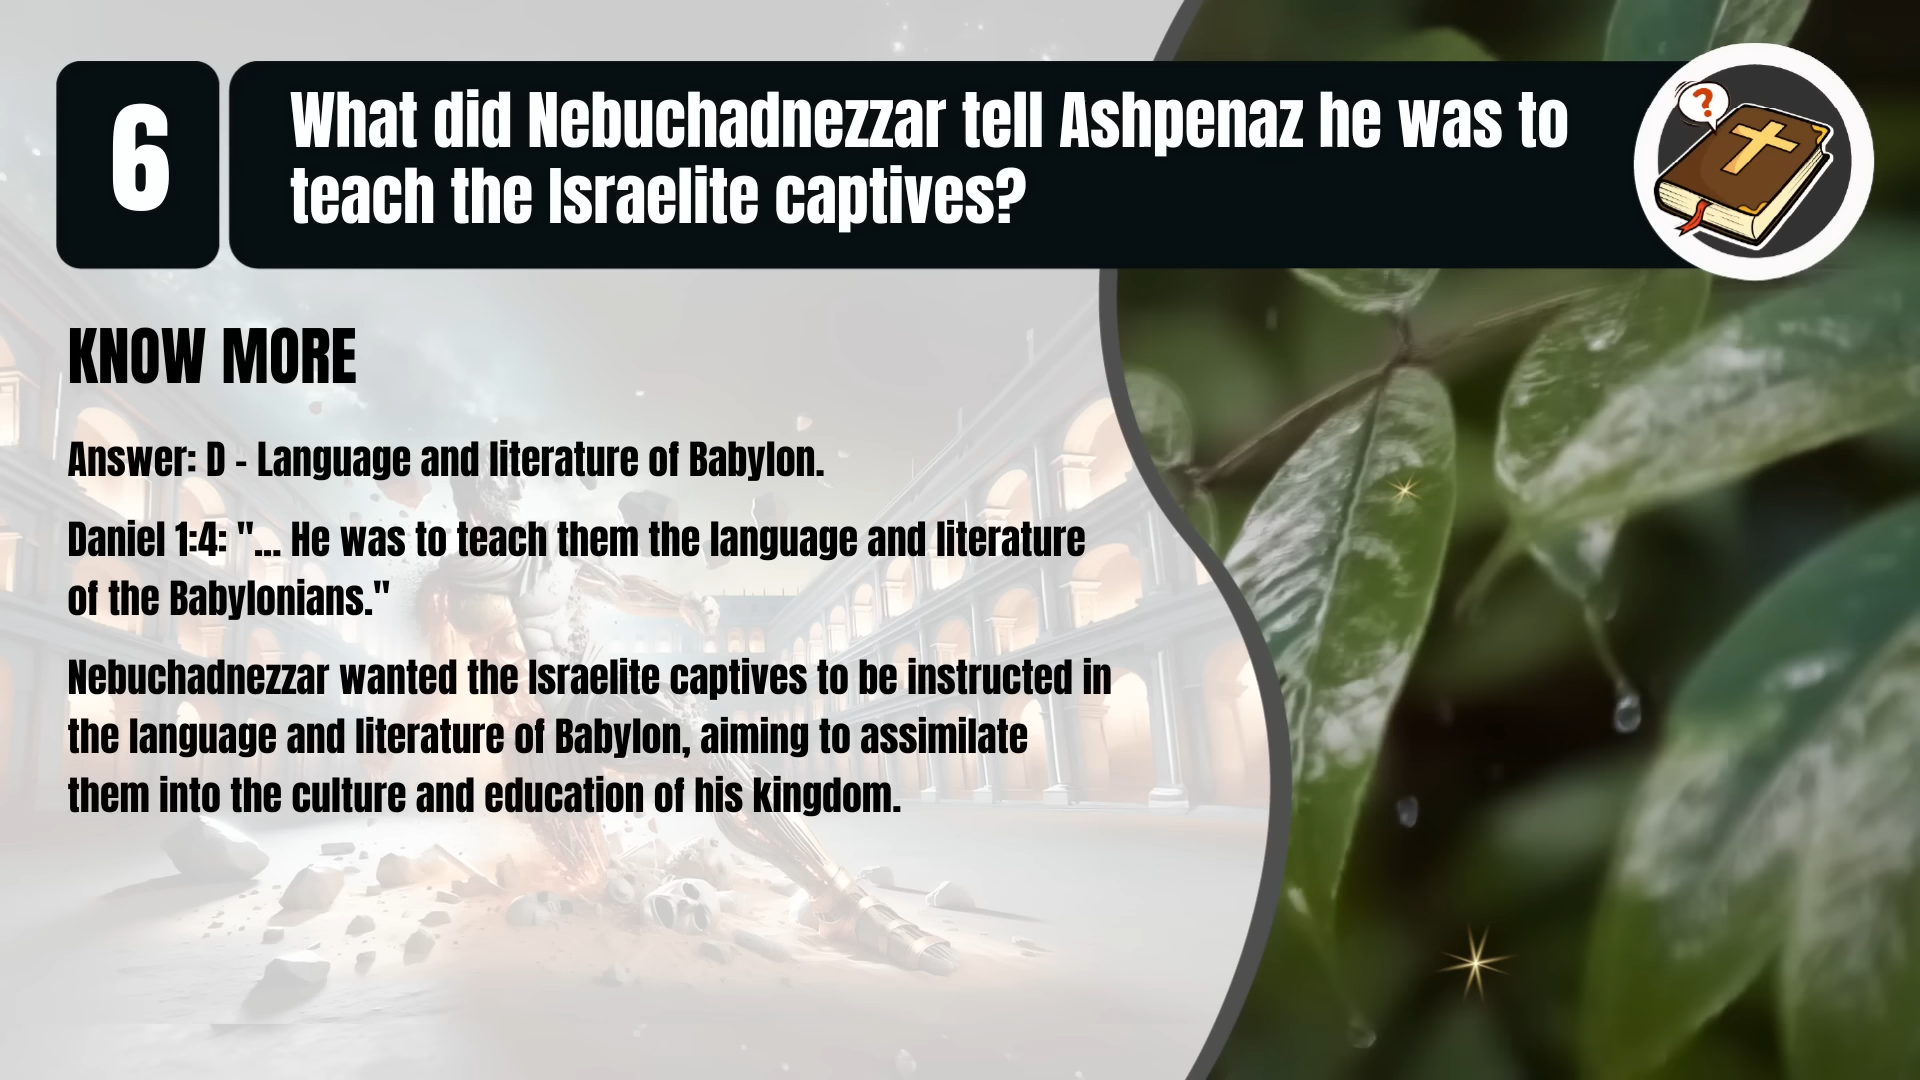 6
What did Nebuchadnezzar tell Ashpenaz he was to
teach the Israelite captives?
?
KNOW MORE
Answer: D - Language and literature of Babylon.
Daniel 1:4: "... He was to teach them the language and literature
of the Babylonians."
Nebuchadnezzar wanted the Israelite captives to be instructed in
the language and literature of Babylon, aiming to assimilate
them into the culture and education of his kingdom.